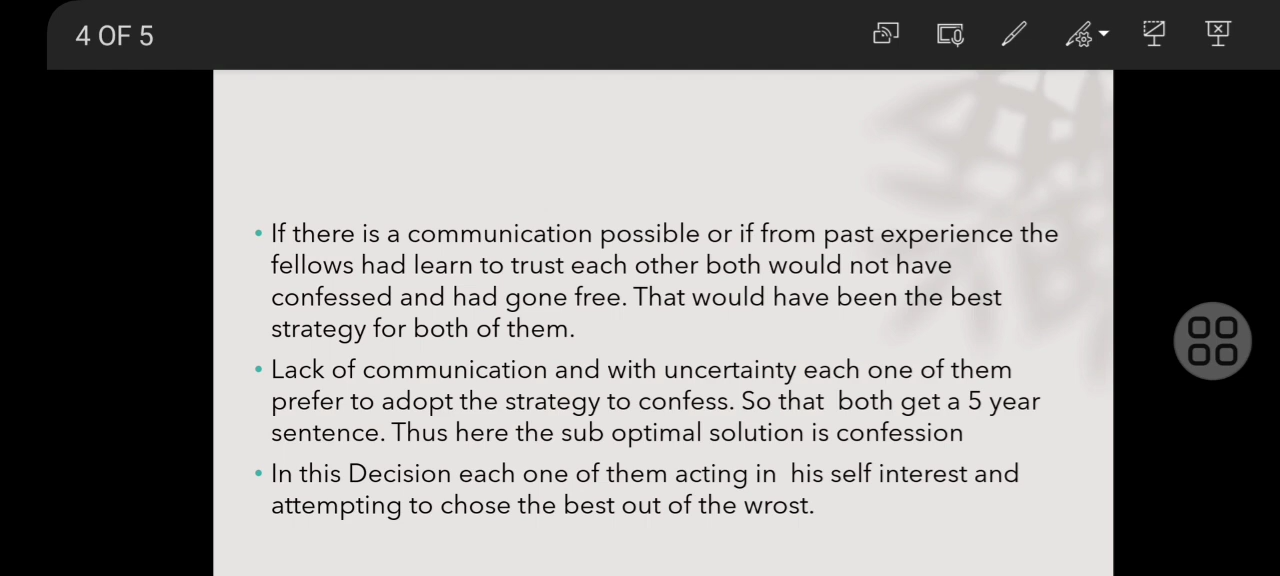 4 OF 5
• If there is a communication possible or if from past experience the
fellows had learn to trust each other both would not have
confessed and had gone free. That would have been the best
strategy for both of them.
• Lack of communication and with uncertainty each one of them
prefer to adopt the strategy to confess. So that  both get a 5 year
sentence. Thus here the sub optimal solution is confession
• In this Decision each one of them acting in  his self interest and
attempting to chose the best out of the wrost.